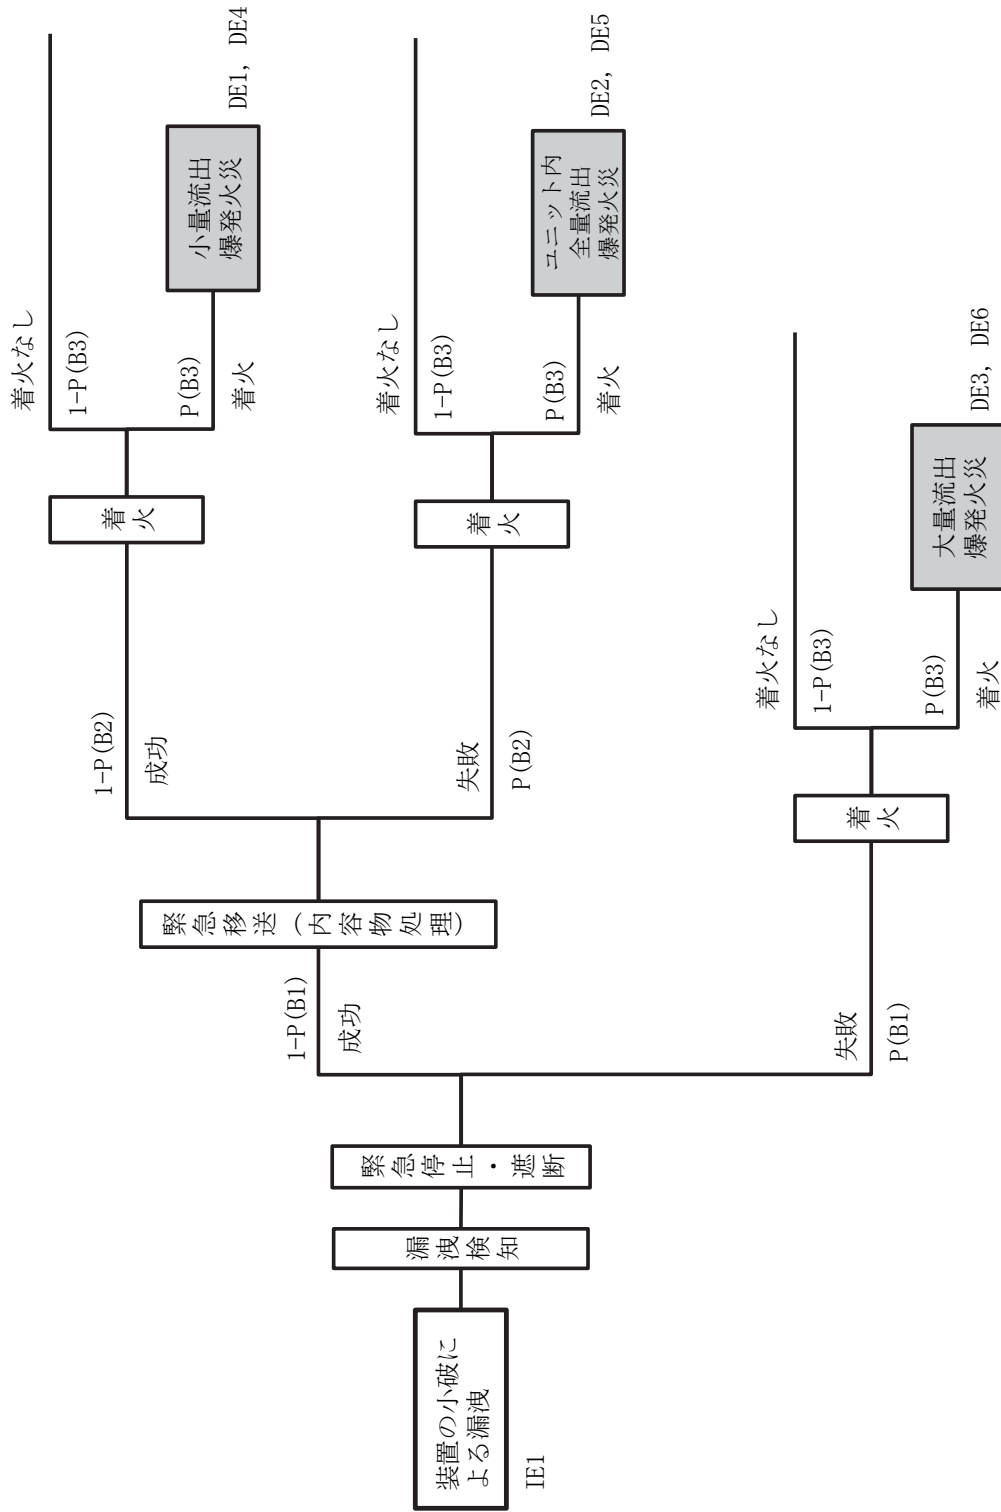 装置の小破に
よる漏洩
IE1
漏洩検知
緊急停止・遮断
1-P(B1)
成功
失敗
P(B1)
緊急移送(内容物処理)
1-P(B2)
成功
失敗
P(B2)
着火
着火なし
1-P(B3)
P(B3)
着火
小量流出
爆発火災
DE1, DE4
着火
着火なし
1-P(B3)
P(B3)
着火
ユニット内
全量流出
爆発火災
DE2, DE5
着火
着火なし
1-P(B3)
P(B3)
着火
大量流出
爆発火災
DE3, DE6